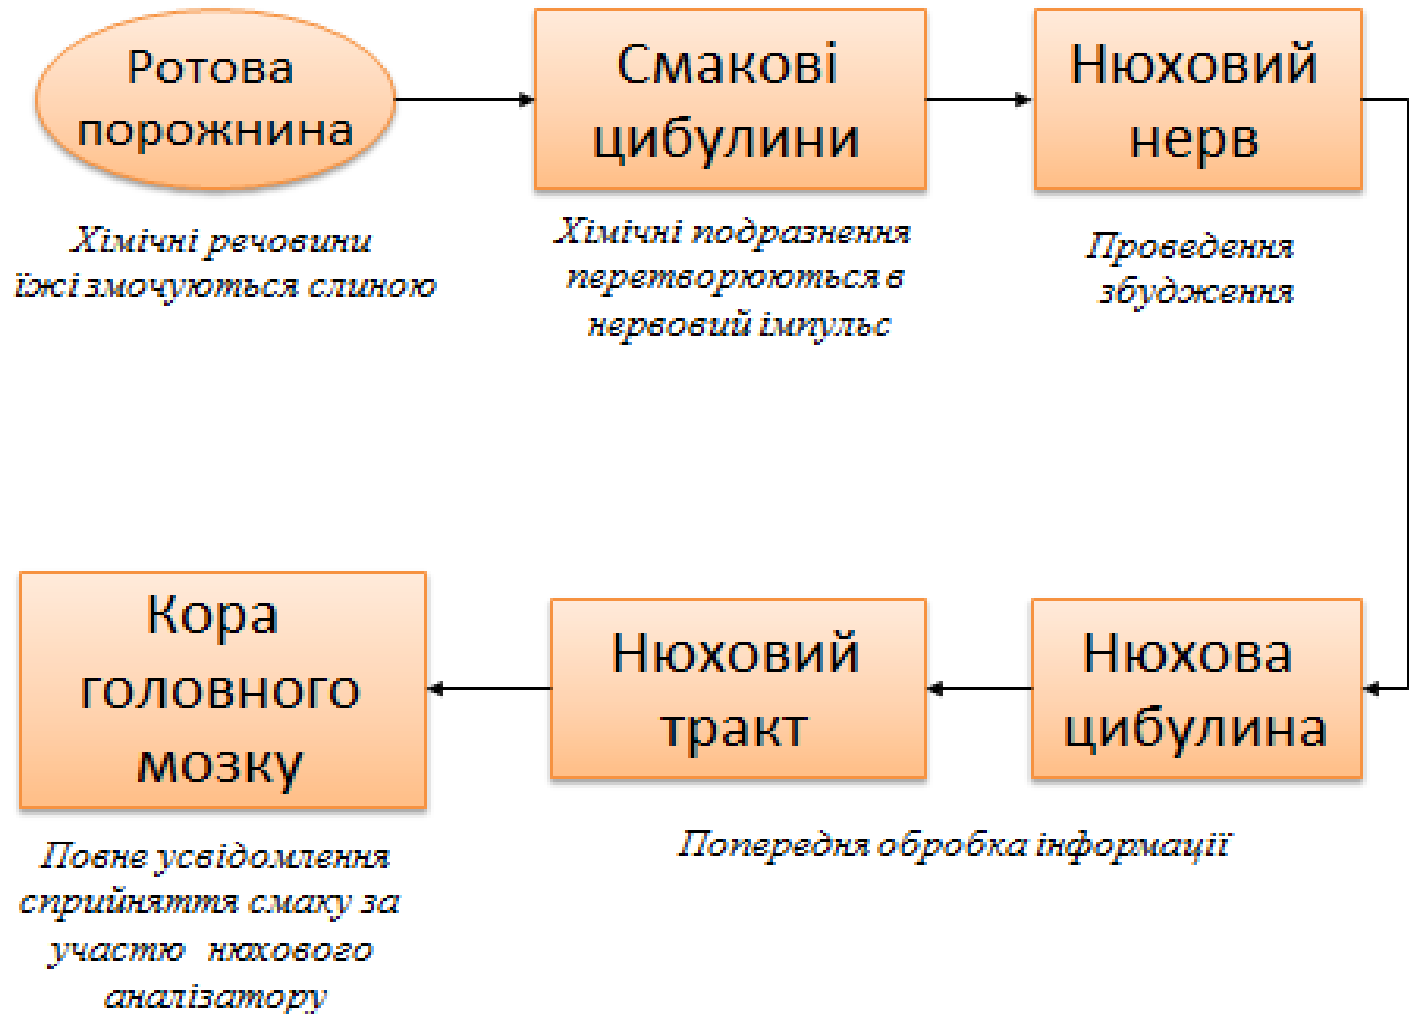 Ротова
порожнина
Хімічні речовини
їжі змочуються слиною
Смакові
цибулини
Хімічні подразнення
перетворюються в
нервовий імпульс
Нюховий
нерв
Проведення
збудження
Нюхова
цибулина
Нюховий
тракт
Попередня обробка інформації
Кора
головного
мозку
Повне усвідомлення
сприйняття смаку за
участю нюхового
аналізатору